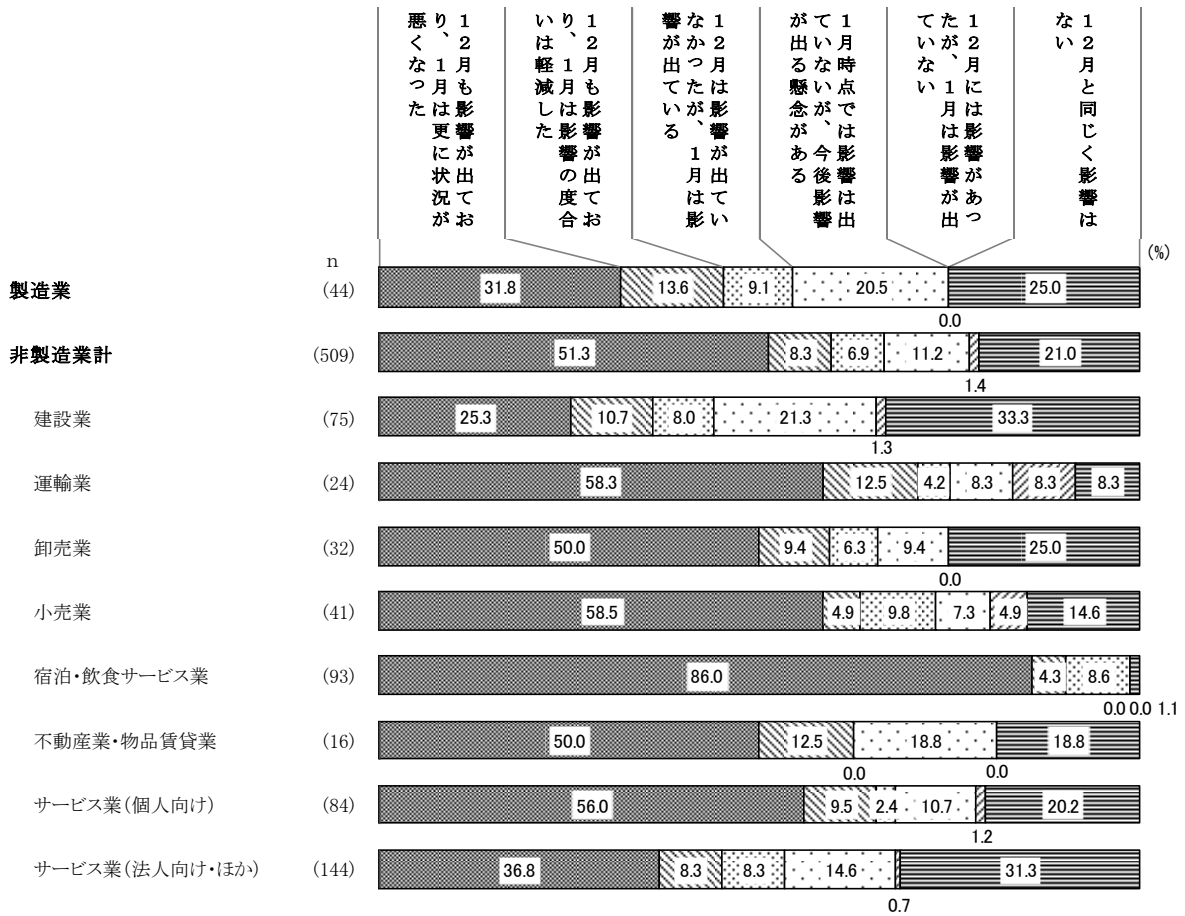 １２月も影響が出てお
り、１月は更に状況が
悪くなった
１２月も影響が出てお
り、１月は影響の度合
いは軽減した
１２月は影響が出てい
なかったが、１月は影
響が出ている
１月時点では影響は出
ていないが、今後影響
が出る懸念がある
１２月には影響があっ
たが、１月は影響が出
ていない
１２月と同じく影響は
ない
(%)
n
製造業 (44) 31.8 13.6 9.1 20.5 25.0
0.0
非製造業計 (509) 51.3 8.3 6.9 11.2 21.0
1.4
建設業 (75) 25.3 10.7 8.0 21.3 33.3
1.3
運輸業 (24) 58.3 12.5 4.2 8.3 8.3 8.3
卸売業 (32) 50.0 9.4 6.3 9.4 25.0
0.0
小売業 (41) 58.5 4.9 9.8 7.3 4.9 14.6
宿泊・飲食サービス業 (93) 86.0 4.3 8.6
0.0 0.0 1.1
不動産業・物品賃貸業 (16) 50.0 12.5 18.8 18.8
0.0 0.0
サービス業（個人向け） (84) 56.0 9.5 2.4 10.7 20.2
1.2
サービス業（法人向け・ほか） (144) 36.8 8.3 8.3 14.6 31.3
0.7